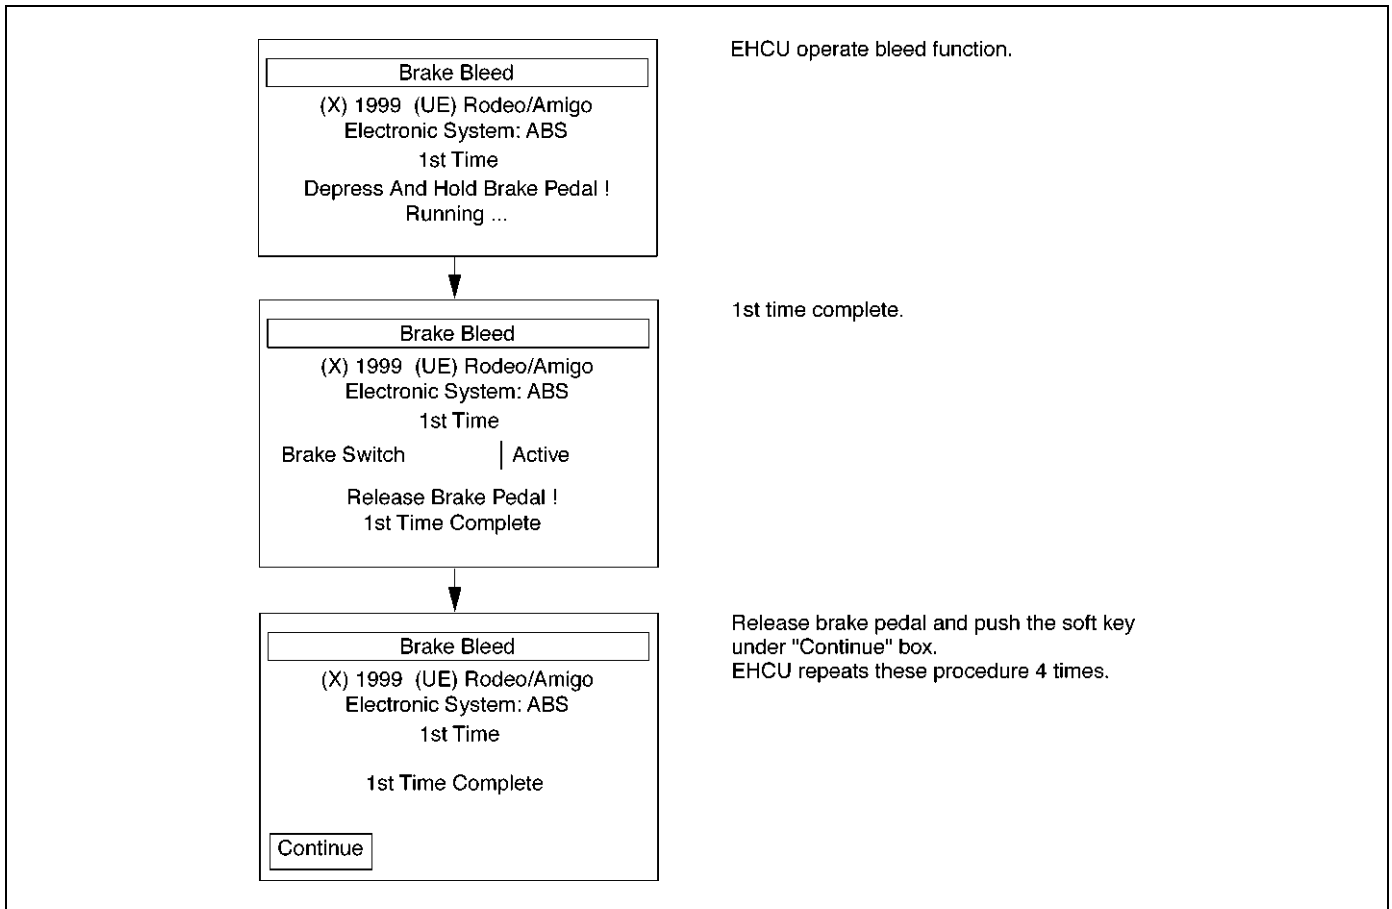 EHCU operate bleed function.
Brake Bleed
(X) 1999 (UE) Rodeo/Amigo
Electronic System: ABS
1st Time
Depress And Hold Brake Pedal !
Running ...
1st time complete.
Brake Bleed
(X) 1999 (UE) Rodeo/Amigo
Electronic System: ABS
1st Time
Brake Switch | Active
Release Brake Pedal !
1st Time Complete
Release brake pedal and push the soft key
under "Continue" box.
EHCU repeats these procedure 4 times.
Brake Bleed
(X) 1999 (UE) Rodeo/Amigo
Electronic System: ABS
1st Time
1st Time Complete
Continue